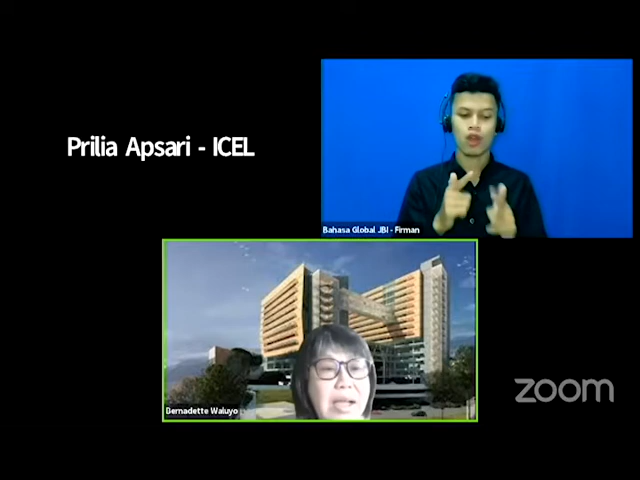 Prilia Apsari - ICEL
Bahasa Global JBI - Firman
Bernadette Waluyo
zoom